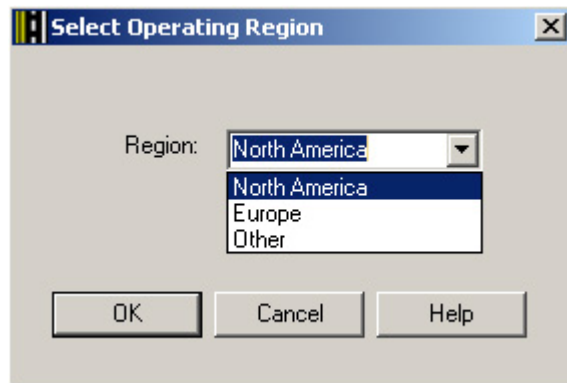 Select Operating Region
Region: North America
North America
Europe
Other
OK Cancel Help